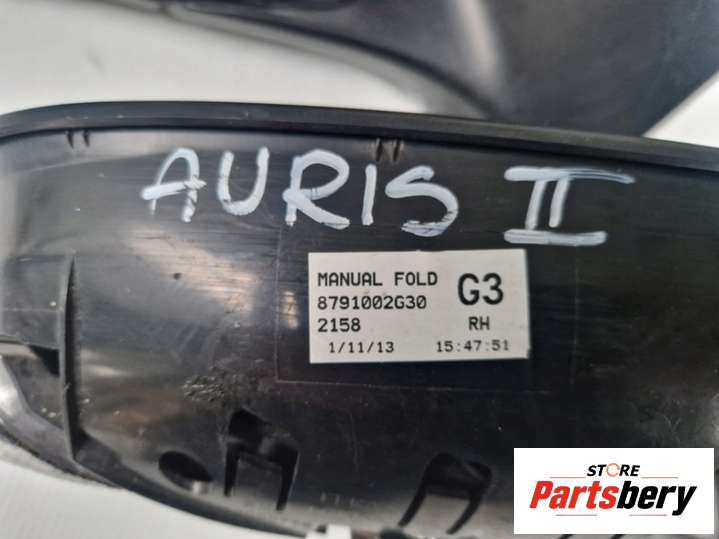 AURIS II
MANUAL FOLD
8791002G30
G3
2158
RH
1/11/13
15:47:51
STORE
Partsbery